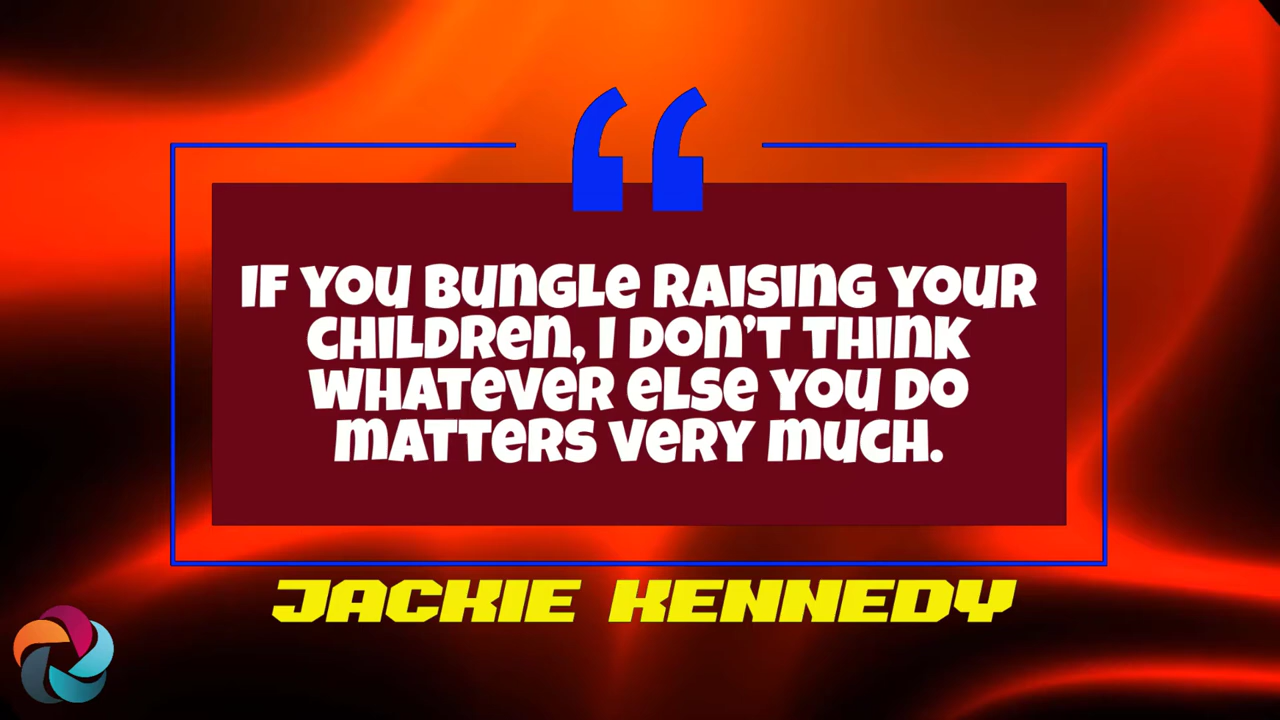 “
IF YOU BUNGLE RAISING YOUR
CHILDREN, I DON’T THINK
WHATEVER ELSE YOU DO
MATTERS VERY MUCH.
JACKIE KENNEDY